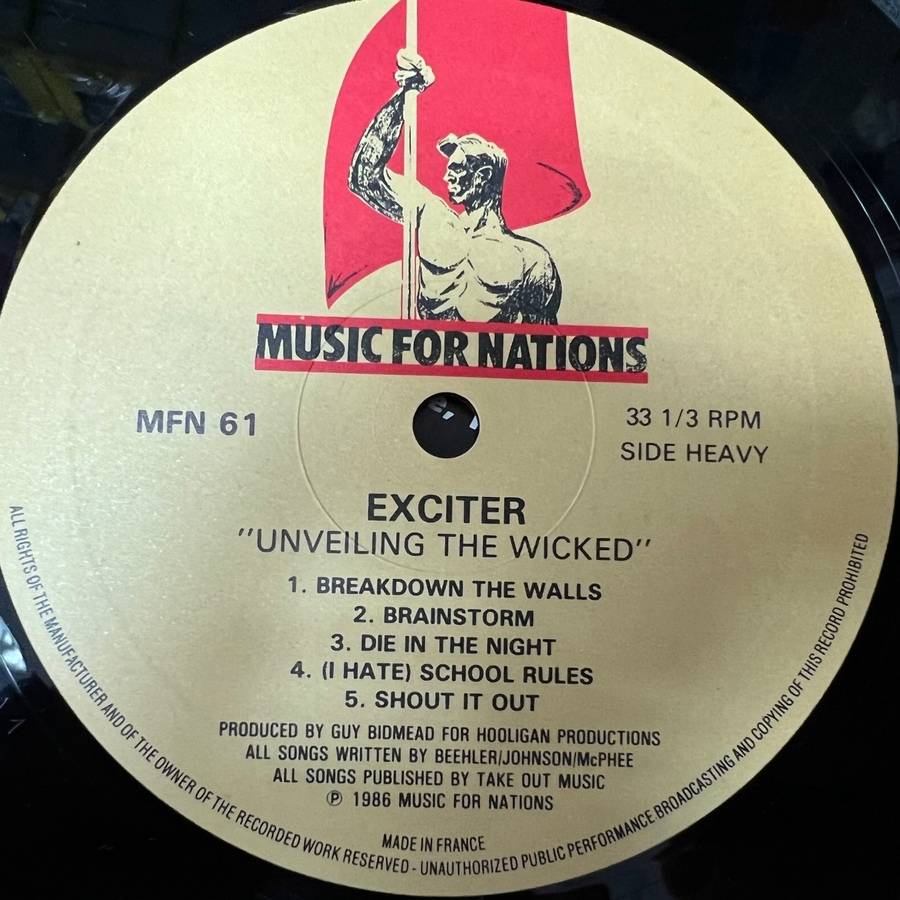 MUSIC FOR NATIONS
MFN 61
33 1/3 RPM
SIDE HEAVY
EXCITER
"UNVEILING THE WICKED"
1. BREAKDOWN THE WALLS
2. BRAINSTORM
3. DIE IN THE NIGHT
4. (I HATE) SCHOOL RULES
5. SHOUT IT OUT
PRODUCED BY GUY BIDMEAD FOR HOOLIGAN PRODUCTIONS
ALL SONGS WRITTEN BY BEEHLER/JOHNSON/McPHEE
ALL SONGS PUBLISHED BY TAKE OUT MUSIC
℗ 1986 MUSIC FOR NATIONS
MADE IN FRANCE
ALL RIGHTS OF THE MANUFACTURER AND OF THE OWNER OF THE RECORDED WORK RESERVED - UNAUTHORIZED PUBLIC PERFORMANCE BROADCASTING AND COPYING OF THIS RECORD PROHIBITED